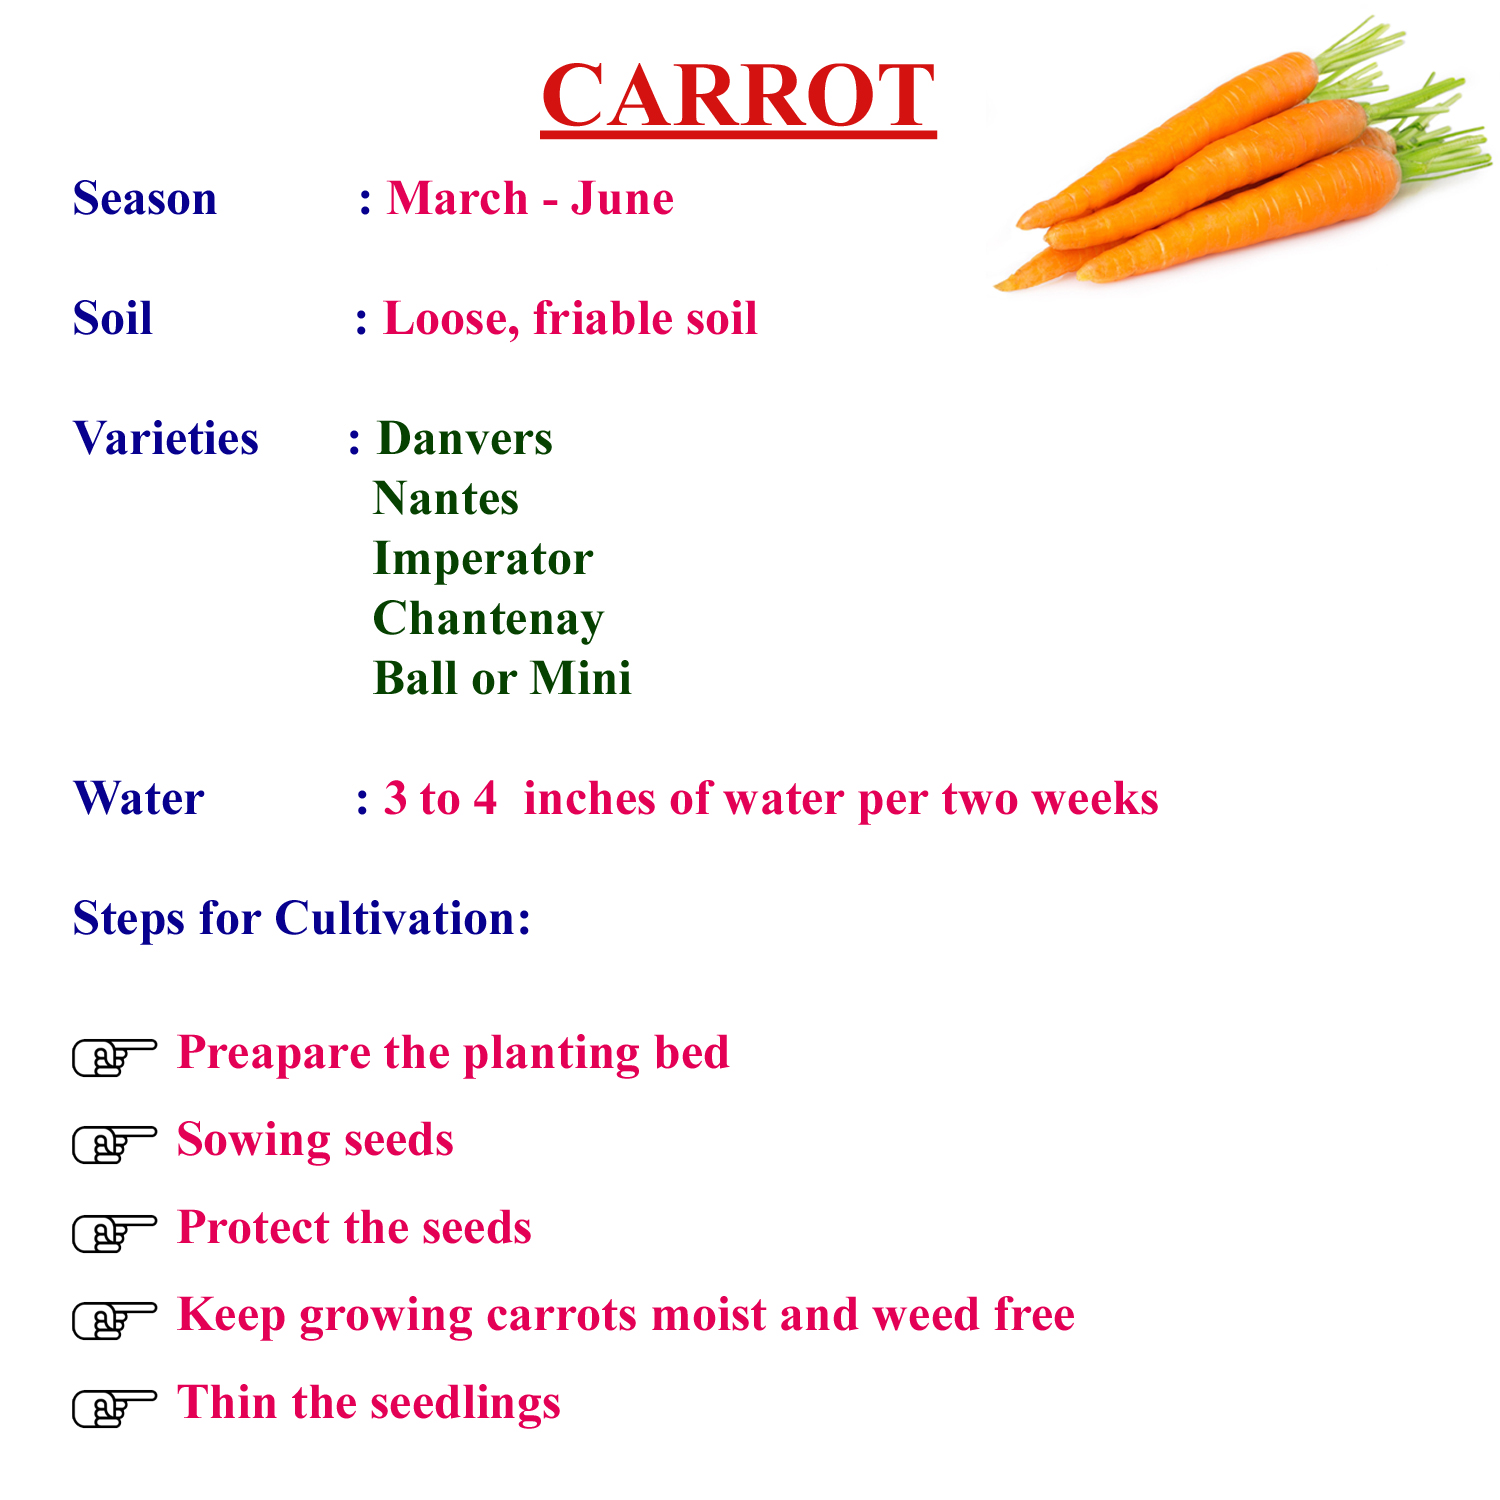 CARROT
Season : March - June
Soil : Loose, friable soil
Varieties : Danvers
Nantes
Imperator
Chantenay
Ball or Mini
Water : 3 to 4 inches of water per two weeks
Steps for Cultivation:
Preapare the planting bed
Sowing seeds
Protect the seeds
Keep growing carrots moist and weed free
Thin the seedlings